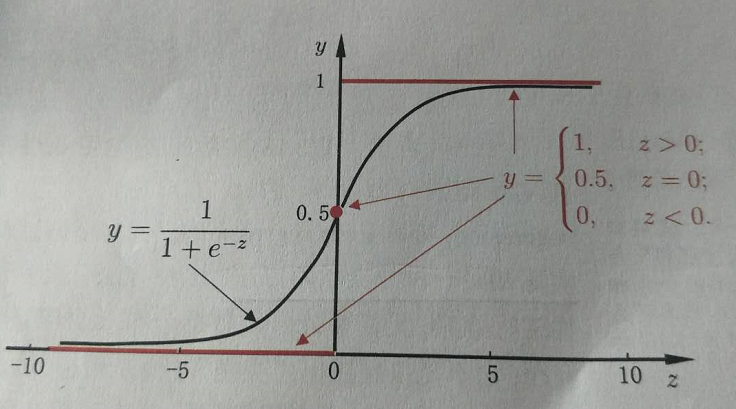 y
1
y = { 1, z > 0;
0.5, z = 0;
0, z < 0.
0.5
y = 1 / (1 + e^{-z})
-10 -5 0 5 10 z